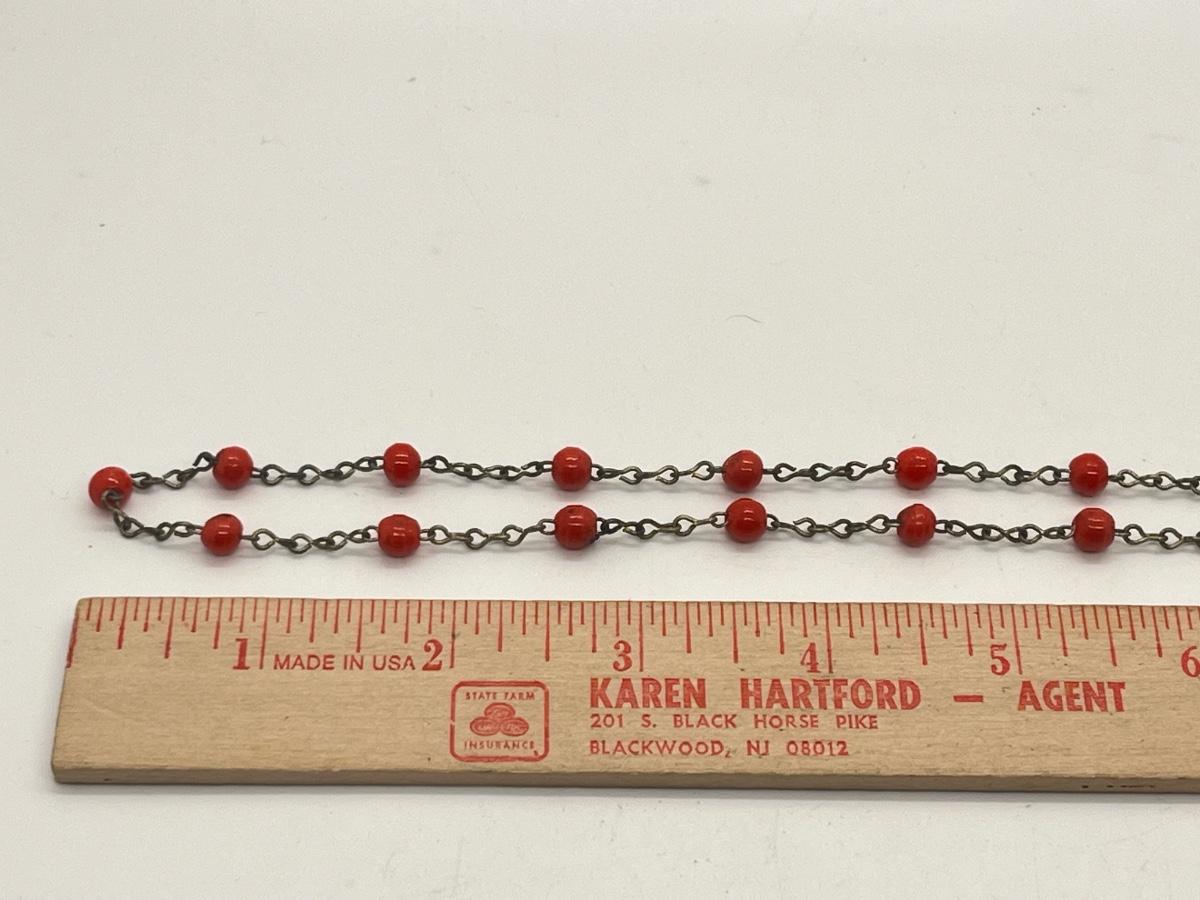 1 MADE IN USA 2 3 4 5 6
STATE FARM
INSURANCE
KAREN HARTFORD — AGENT
201 S. BLACK HORSE PIKE
BLACKWOOD, NJ 08012